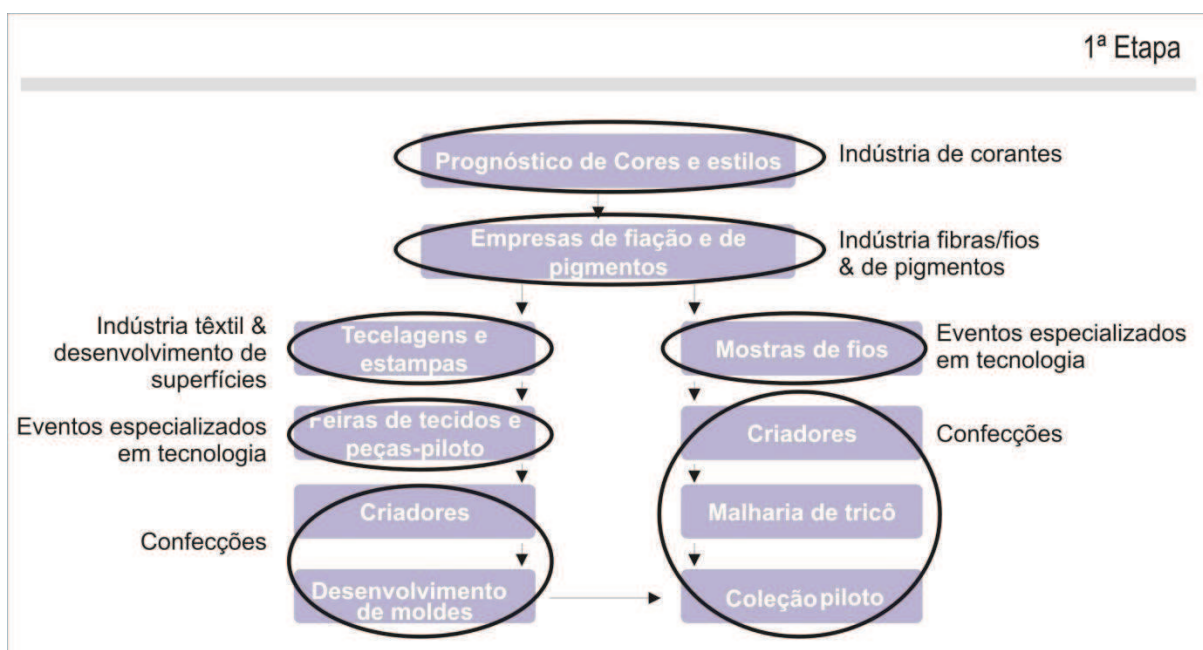 1ª Etapa
Prognóstico de Cores e estilos
Indústria de corantes
Empresas de fiação e de
pigmentos
Indústria fibras/fios
& de pigmentos
Indústria têxtil &
desenvolvimento de
superfícies
Tecelagens e
estampas
Mostras de fios
Eventos especializados
em tecnologia
Eventos especializados
em tecnologia
Feiras de tecidos e
peças-piloto
Criadores
Confecções
Confecções
Criadores
Malharia de tricô
Desenvolvimento
de moldes
Coleção piloto